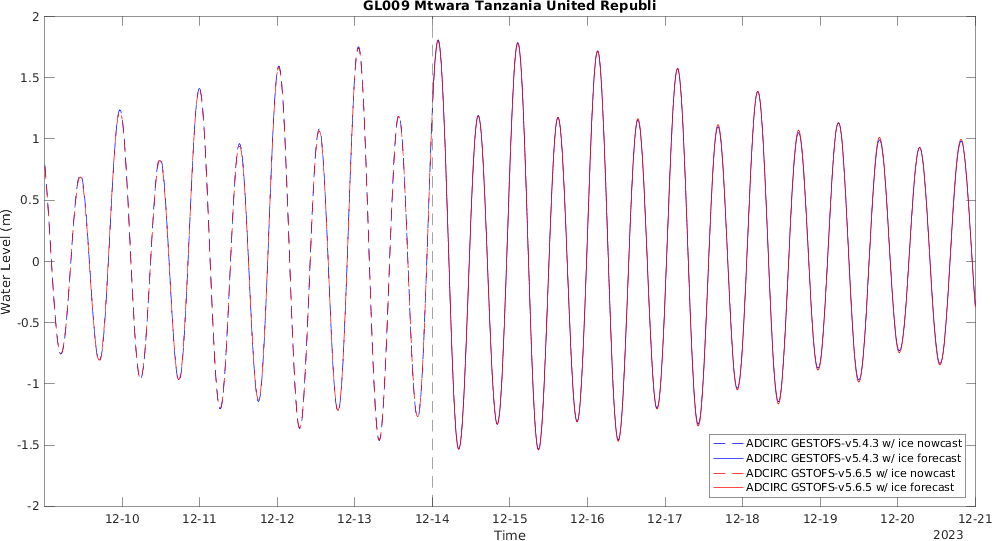 GL009 Mtwara Tanzania United Republi
2
1.5
1
0.5
0
-0.5
-1
-1.5
-2
Water Level (m)
ADCIRC GESTOFS-v5.4.3 w/ ice nowcast
ADCIRC GESTOFS-v5.4.3 w/ ice forecast
ADCIRC GSTOFS-v5.6.5 w/ ice nowcast
ADCIRC GSTOFS-v5.6.5 w/ ice forecast
12-10 12-11 12-12 12-13 12-14 12-15 12-16 12-17 12-18 12-19 12-20 12-21
Time
2023